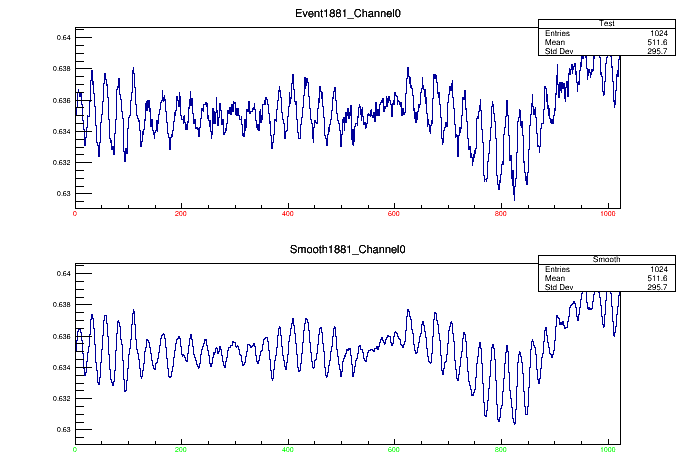 Event1881_Channel0
Test
Entries 1024
Mean 511.6
Std Dev 295.7
0.64
0.638
0.636
0.634
0.632
0.63
0 200 400 600 800 1000
Smooth1881_Channel0
Smooth
Entries 1024
Mean 511.6
Std Dev 295.7
0.64
0.638
0.636
0.634
0.632
0.63
0 200 400 600 800 1000